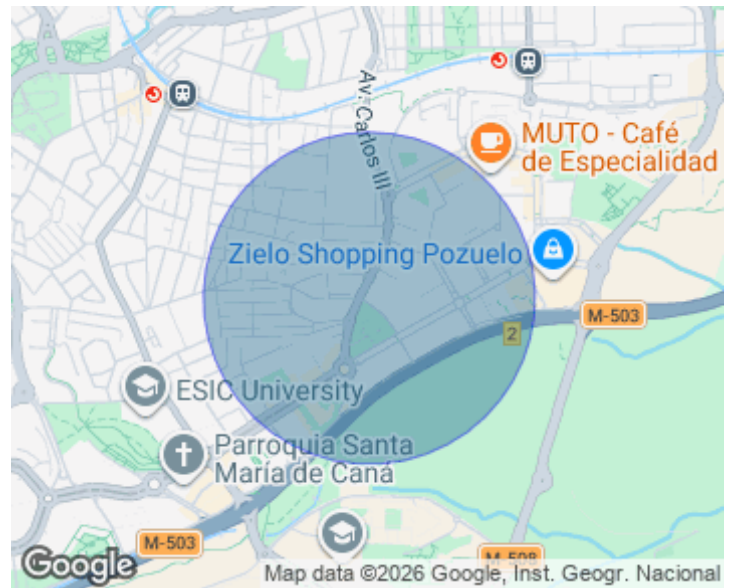 Av. Carlos III
MUTO - Café
de Especialidad
Zielo Shopping Pozuelo
M-503
2
ESIC University
Parroquia Santa
María de Caná
M-503
M-508
Google
Map data ©2026 Google, Inst. Geogr. Nacional